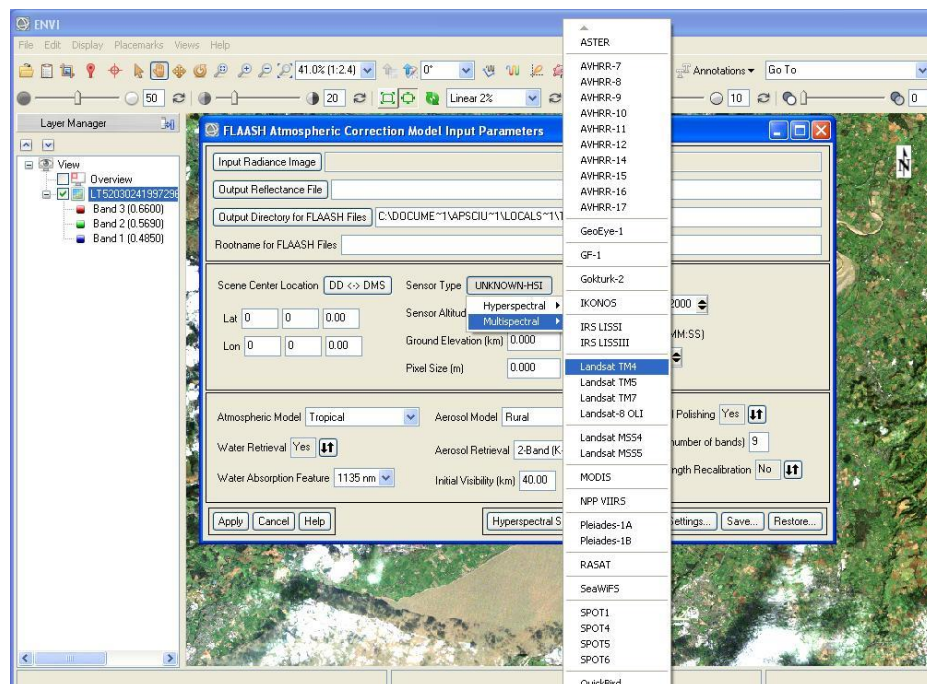 ENVI
File Edit Display Placemarks Views Help
41.0% (1:2.4) 0° Annotations Go To
50 20 Linear 2% 10 0
Layer Manager
View
Overview
LT52030241997298
Band 3 (0.6600)
Band 2 (0.5690)
Band 1 (0.4850)
FLAASH Atmospheric Correction Model Input Parameters
Input Radiance Image
Output Reflectance File
Output Directory for FLAASH Files C:\DOCUME~1\APSCIU~1\LOCALS~1\T
Rootname for FLAASH Files
Scene Center Location DD <-> DMS
Lat 0 0 0.00
Lon 0 0 0.00
Sensor Type UNKNOWN-HSI
Sensor Altitud
Ground Elevation (km) 0.000
Pixel Size (m) 0.000
Hyperspectral
Multispectral
2000
MM:SS)
Atmospheric Model Tropical
Water Retrieval Yes
Water Absorption Feature 1135 nm
Aerosol Model Rural
Aerosol Retrieval 2-Band (K-
Initial Visibility (km) 40.00
l Polishing Yes
number of bands) 9
ngth Recalibration No
Apply Cancel Help
Hyperspectral S
Settings... Save... Restore...
ASTER
AVHRR-7
AVHRR-8
AVHRR-9
AVHRR-10
AVHRR-11
AVHRR-12
AVHRR-14
AVHRR-15
AVHRR-16
AVHRR-17
GeoEye-1
GF-1
Gokturk-2
IKONOS
IRS LISSI
IRS LISSIII
Landsat TM4
Landsat TM5
Landsat TM7
Landsat-8 OLI
Landsat MSS4
Landsat MSS5
MODIS
NPP VIIRS
Pleiades-1A
Pleiades-1B
RASAT
SeaWiFS
SPOT1
SPOT4
SPOT5
SPOT6
QuickBird
N